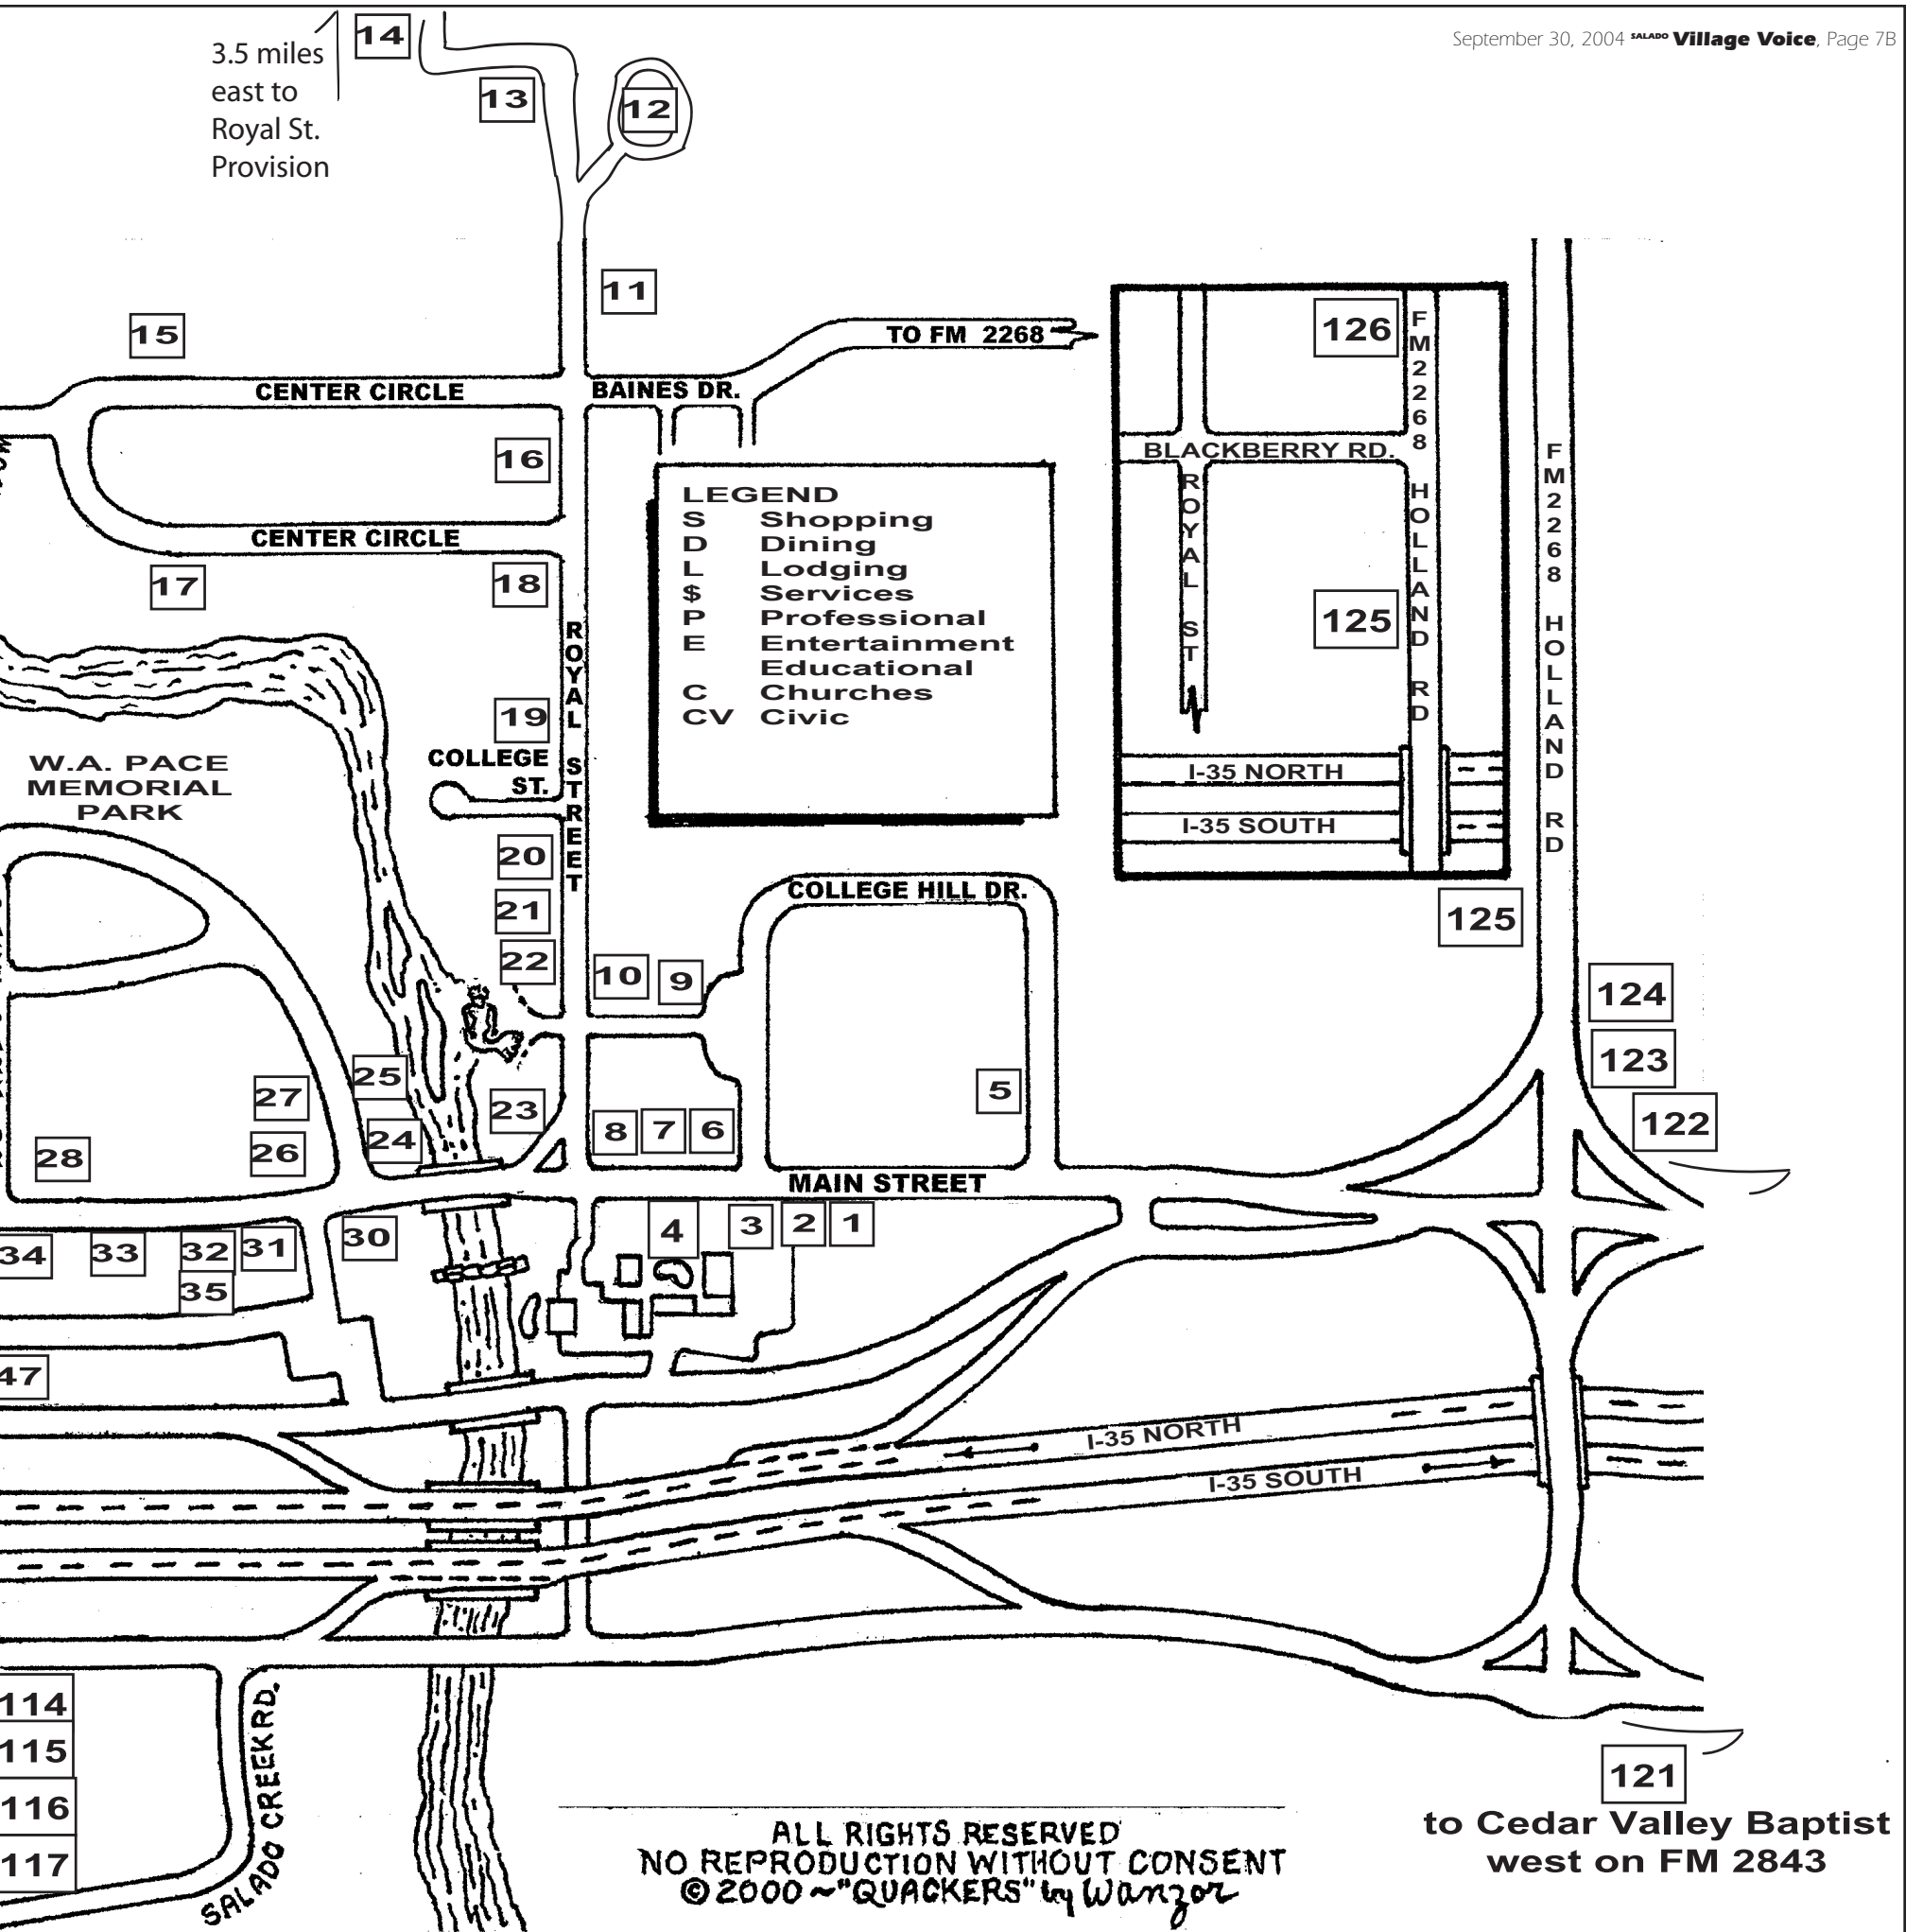 September 30, 2004 SALADO Village Voice, Page 7B
3.5 miles
east to
Royal St.
Provision
14
13
12
11
15
TO FM 2268
CENTER CIRCLE
BAINES DR.
16
CENTER CIRCLE
17
18
ROYAL STREET
19
COLLEGE
ST.
LEGEND
S Shopping
D Dining
L Lodging
$ Services
P Professional
E Entertainment
Educational
C Churches
CV Civic
126
FM2268 HOLLAND RD
BLACKBERRY RD.
ROYAL ST
125
I-35 NORTH
I-35 SOUTH
FM2268 HOLLAND RD
W.A. PACE
MEMORIAL
PARK
20
21
22
10
9
COLLEGE HILL DR.
125
124
123
122
25
27
23
5
28
26
24
8
7
6
MAIN STREET
34
33
32
31
30
4
3
2
1
35
47
I-35 NORTH
I-35 SOUTH
114
115
116
117
SALADO CREEK RD.
121
to Cedar Valley Baptist
west on FM 2843
ALL RIGHTS RESERVED
NO REPRODUCTION WITHOUT CONSENT
©2000 ~ "QUACKERS" by Wanzor